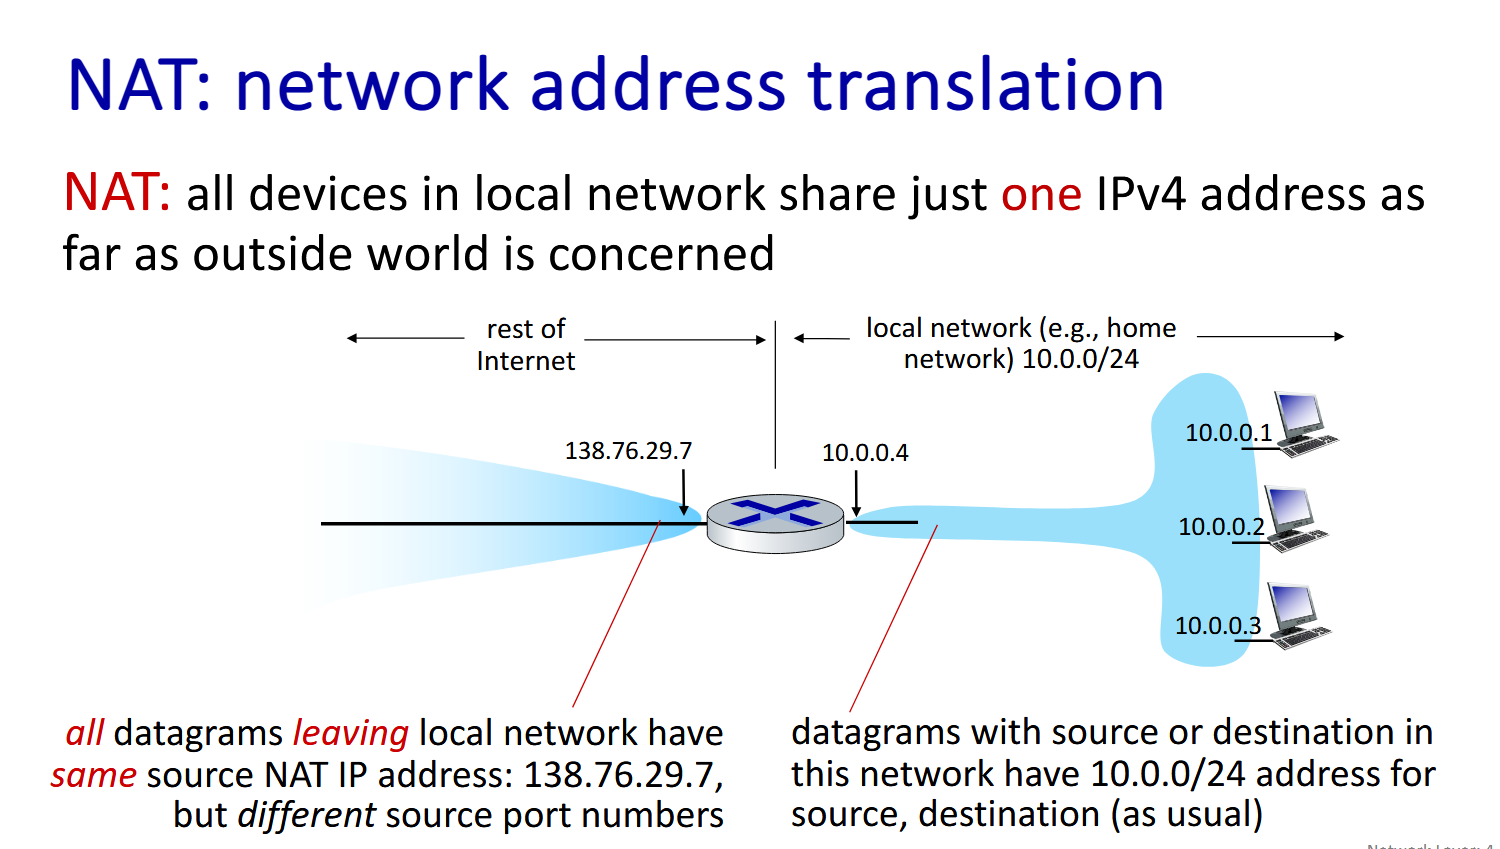 NAT: network address translation
NAT: all devices in local network share just one IPv4 address as
far as outside world is concerned
rest of
Internet
local network (e.g., home
network) 10.0.0/24
138.76.29.7
10.0.0.4
10.0.0.1
10.0.0.2
10.0.0.3
all datagrams leaving local network have
same source NAT IP address: 138.76.29.7,
but different source port numbers
datagrams with source or destination in
this network have 10.0.0/24 address for
source, destination (as usual)
Network Layer: 4